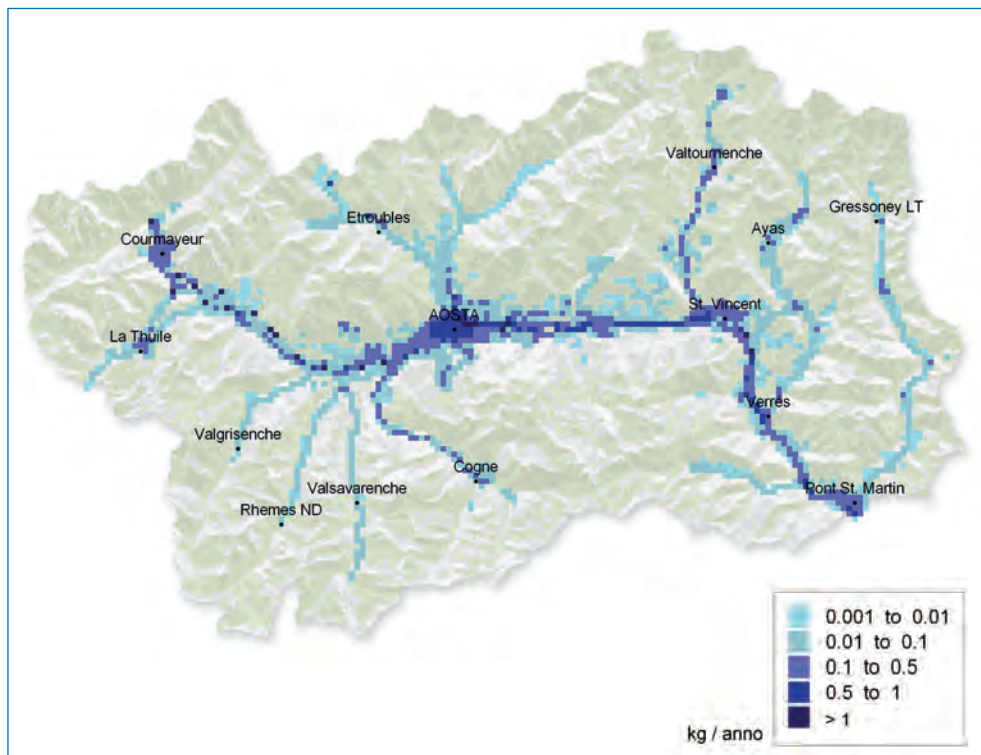 Valtournenche
Gressoney LT
Etroubles
Ayas
Courmayeur
St. Vincent
AOSTA
La Thuile
Verrès
Valgrisenche
Cogne
Valsavarenche
Pont St. Martin
Rhemes ND
0.001 to 0.01
0.01 to 0.1
0.1 to 0.5
0.5 to 1
> 1
kg / anno